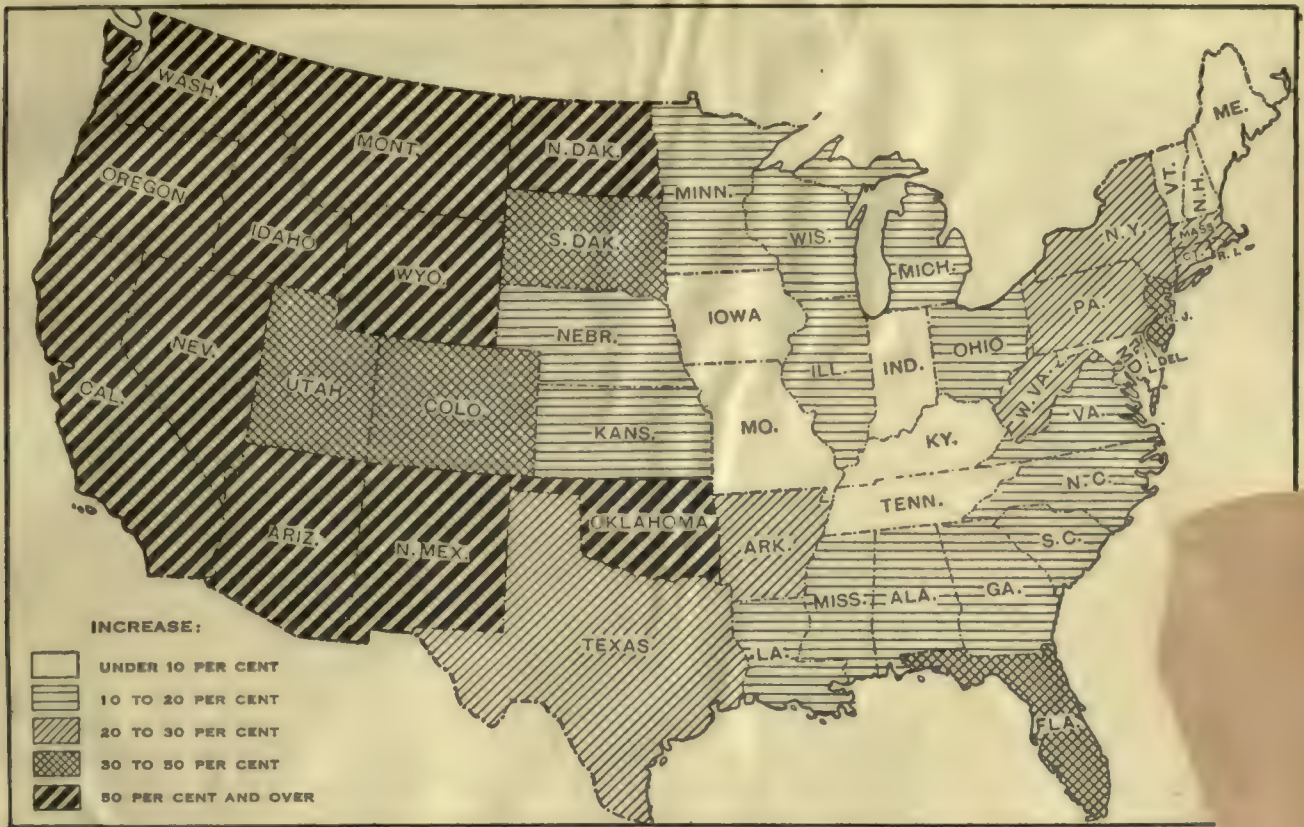 WASH.
MONT.
N.DAK.
MINN.
ME.
VT.
N.H.
OREGON
IDAHO
WYO.
S.DAK.
WIS.
MICH.
N.Y.
MASS.
CT.
R.I.
NEV.
CAL.
UTAH
COLO.
NEBR.
IOWA
ILL.
IND.
OHIO
PA.
N.J.
MD.
DEL.
W.VA.
VA.
KANS.
MO.
KY.
N.C.
TENN.
S.C.
ARIZ.
N.MEX.
OKLAHOMA
ARK.
MISS.
ALA.
GA.
TEXAS
LA.
FLA.
INCREASE:
UNDER 10 PER CENT
10 TO 20 PER CENT
20 TO 30 PER CENT
30 TO 50 PER CENT
50 PER CENT AND OVER